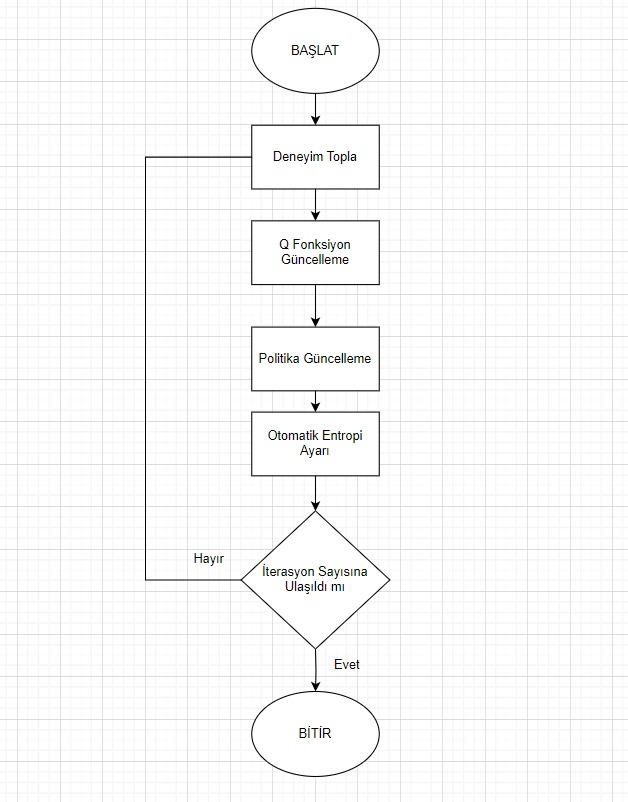 BAŞLAT
Deneyim Topla
Q Fonksiyon
Güncelleme
Politika Güncelleme
Otomatik Entropi
Ayarı
Hayır
İterasyon Sayısına
Ulaşıldı mı
Evet
BİTİR